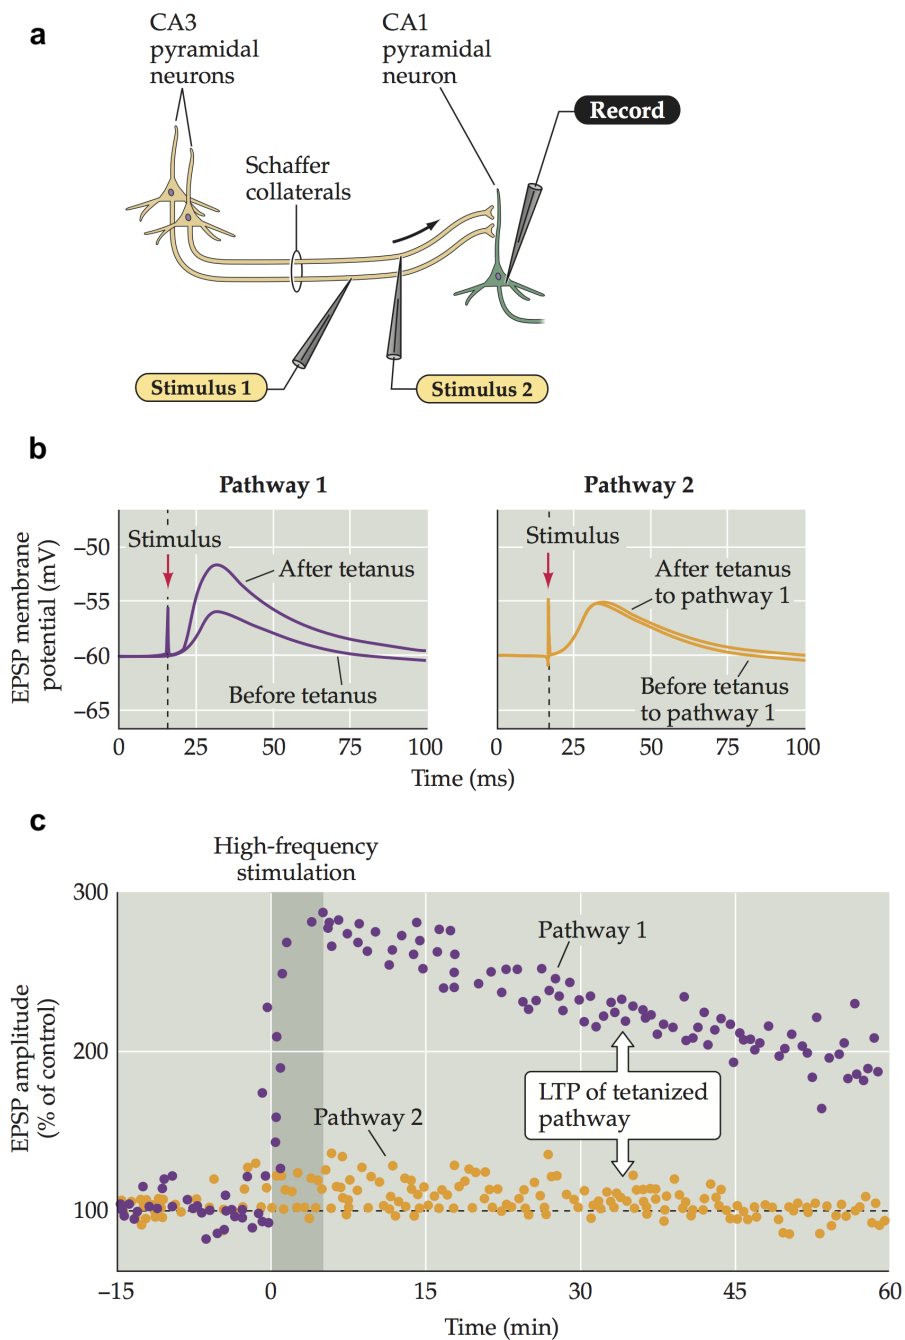 a
CA3
pyramidal
neurons
CA1
pyramidal
neuron
Record
Schaffer
collaterals
Stimulus 1
Stimulus 2
b
Pathway 1
Pathway 2
EPSP membrane
potential (mV)
–50
–55
–60
–65
Stimulus
After tetanus
Before tetanus
0
25
50
75
100
Stimulus
After tetanus
to pathway 1
Before tetanus
to pathway 1
0
25
50
75
100
Time (ms)
c
High-frequency
stimulation
EPSP amplitude
(% of control)
300
200
100
Pathway 1
LTP of tetanized
pathway
Pathway 2
–15
0
15
30
45
60
Time (min)